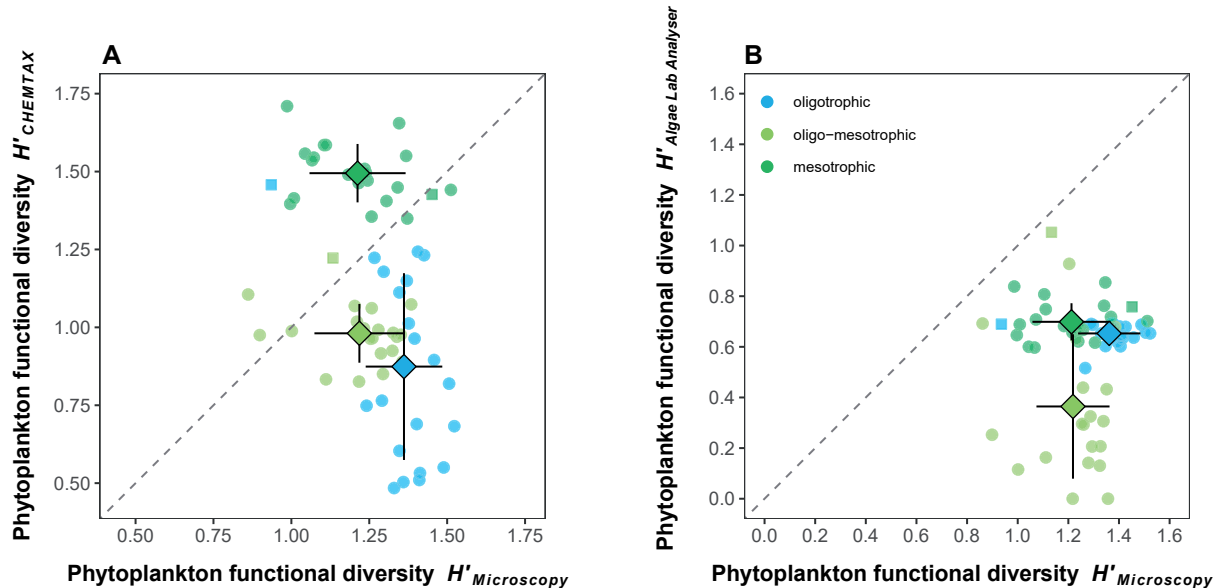 A
Phytoplankton functional diversity H' CHEMTAX
1.75
1.50
1.25
1.00
0.75
0.50
0.50 0.75 1.00 1.25 1.50 1.75
Phytoplankton functional diversity H' Microscopy
B
Phytoplankton functional diversity H' Algae Lab Analyser
oligotrophic
oligo−mesotrophic
mesotrophic
1.6
1.4
1.2
1.0
0.8
0.6
0.4
0.2
0.0
0.0 0.2 0.4 0.6 0.8 1.0 1.2 1.4 1.6
Phytoplankton functional diversity H' Microscopy